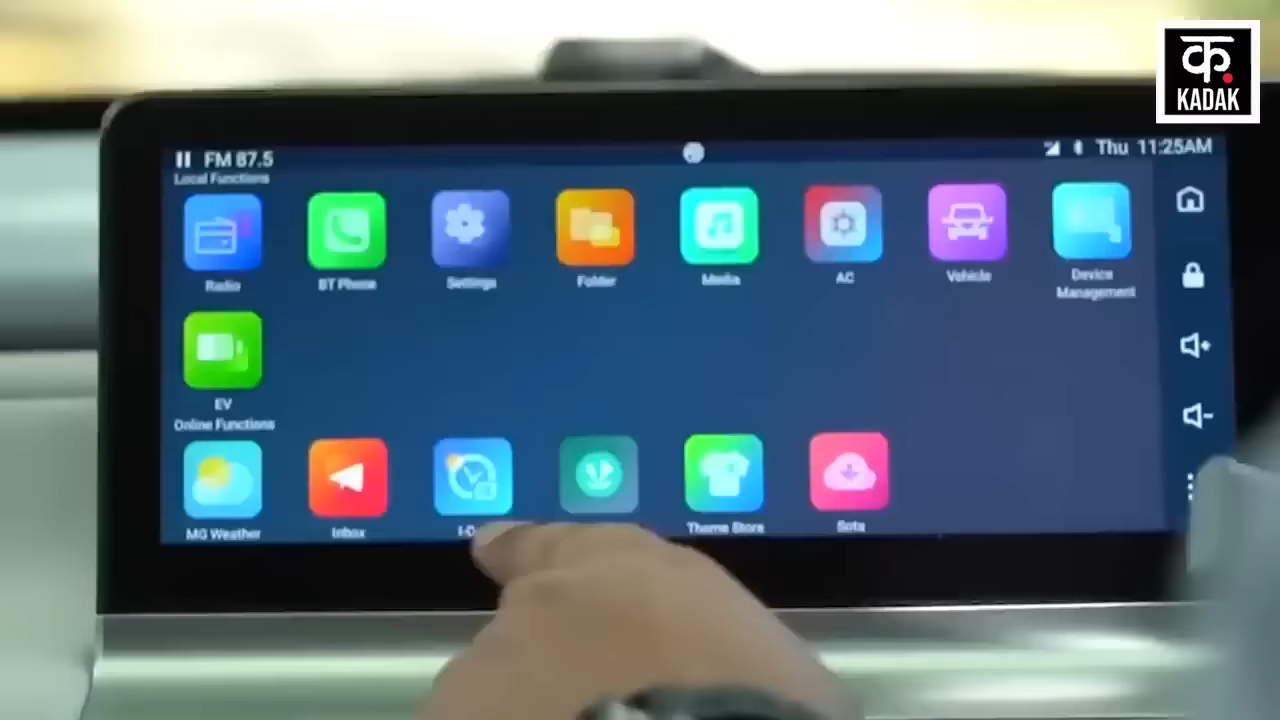 क.
KADAK
FM 87.5
Thu 11:25AM
Local Functions
Radio
BT Phone
Settings
Folder
Media
AC
Vehicle
Device
Management
EV
Online Functions
MG Weather
Inbox
Theme Store
Sota